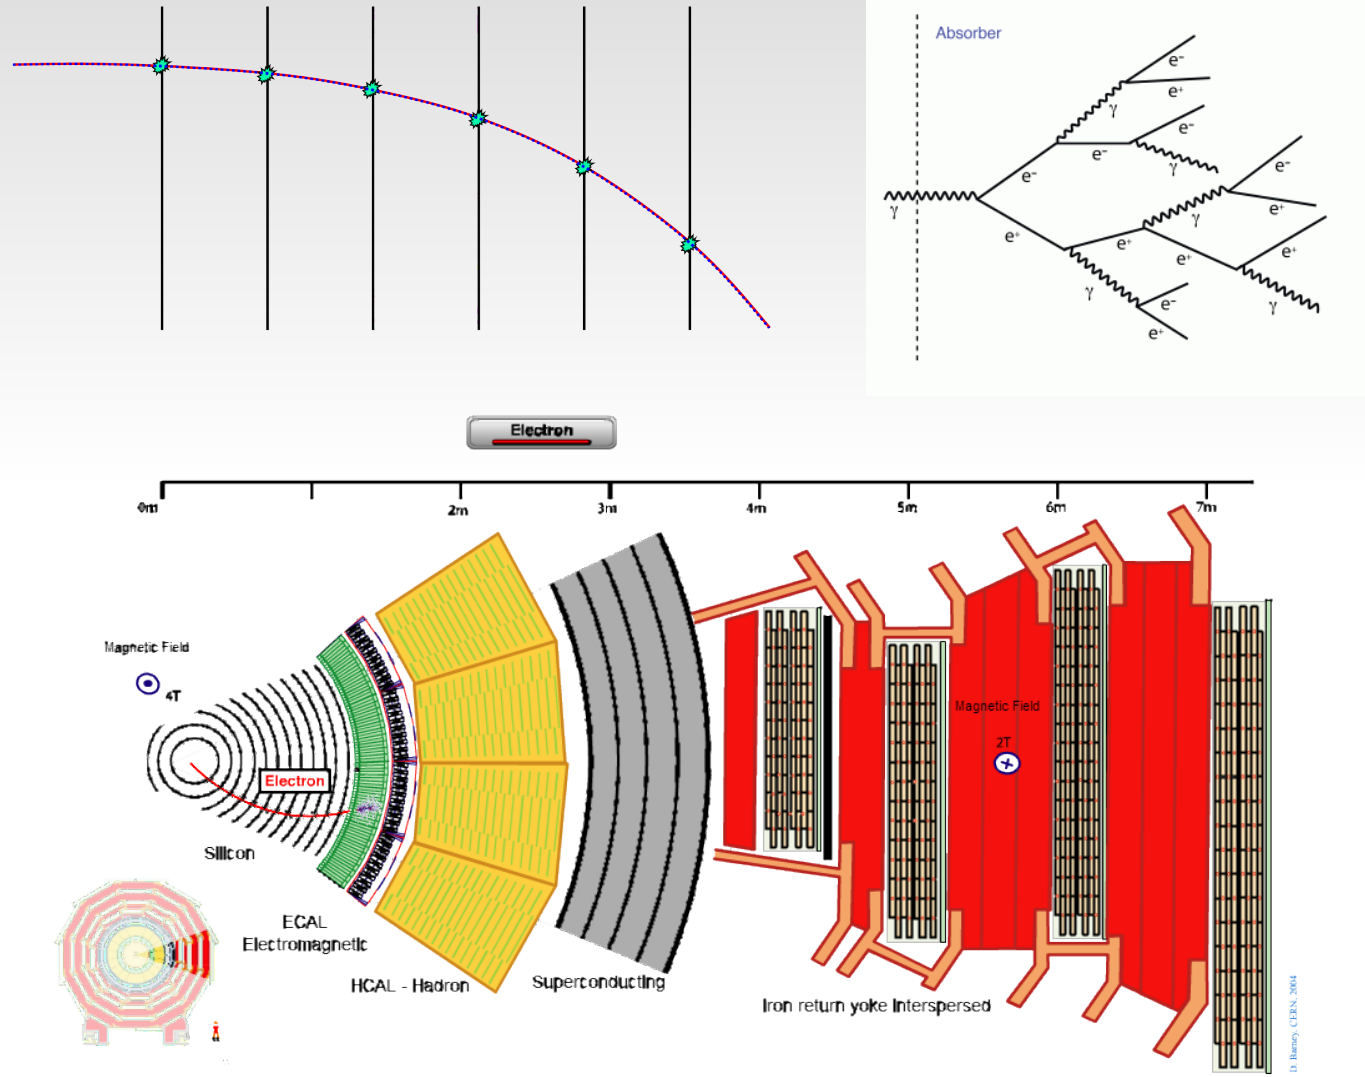 Absorber
e⁻
e⁺
γ
e⁻
e⁻
γ
e⁻
e⁻
γ
e⁺
γ
e⁺
e⁺
e⁺
e⁺
γ
e⁻
γ
e⁺
Electron
0m
2m
3m
4m
5m
6m
7m
Magnetic Field
4T
Magnetic Field
2T
Electron
Silicon
ECAL
Electromagnetic
HCAL - Hadron
Superconducting
Iron return yoke interspersed
D. Barney, CERN, 2004